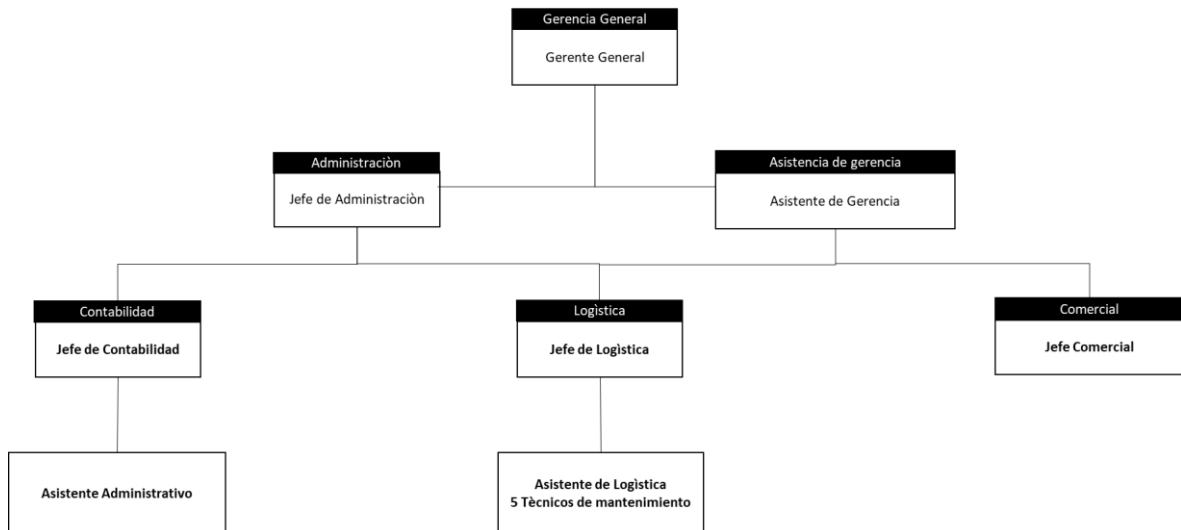 Gerencia General
Gerente General
Administraciòn
Jefe de Administraciòn
Asistencia de gerencia
Asistente de Gerencia
Contabilidad
Jefe de Contabilidad
Logìstica
Jefe de Logìstica
Comercial
Jefe Comercial
Asistente Administrativo
Asistente de Logìstica
5 Tècnicos de mantenimiento